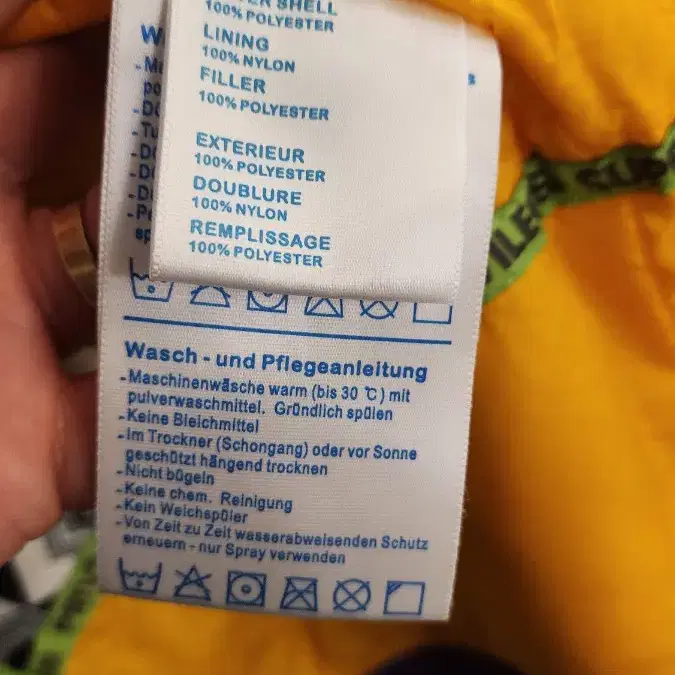 SHELL
100% POLYESTER
LINING
100% NYLON
FILLER
100% POLYESTER
EXTERIEUR
100% POLYESTER
DOUBLURE
100% NYLON
REMPLISSAGE
100% POLYESTER
Wasch - und Pflegeanleitung
-Maschinenwäsche warm (bis 30 ℃) mit
pulverwaschmittel. Gründlich spülen
-Keine Bleichmittel
-Im Trockner (Schongang) oder vor Sonne
geschützt hängend trocknen
-Nicht bügeln
-Keine chem. Reinigung
-Kein Weichspüler
-Von Zeit zu Zeit wasserabweisenden Schutz
erneuern - nur Spray verwenden